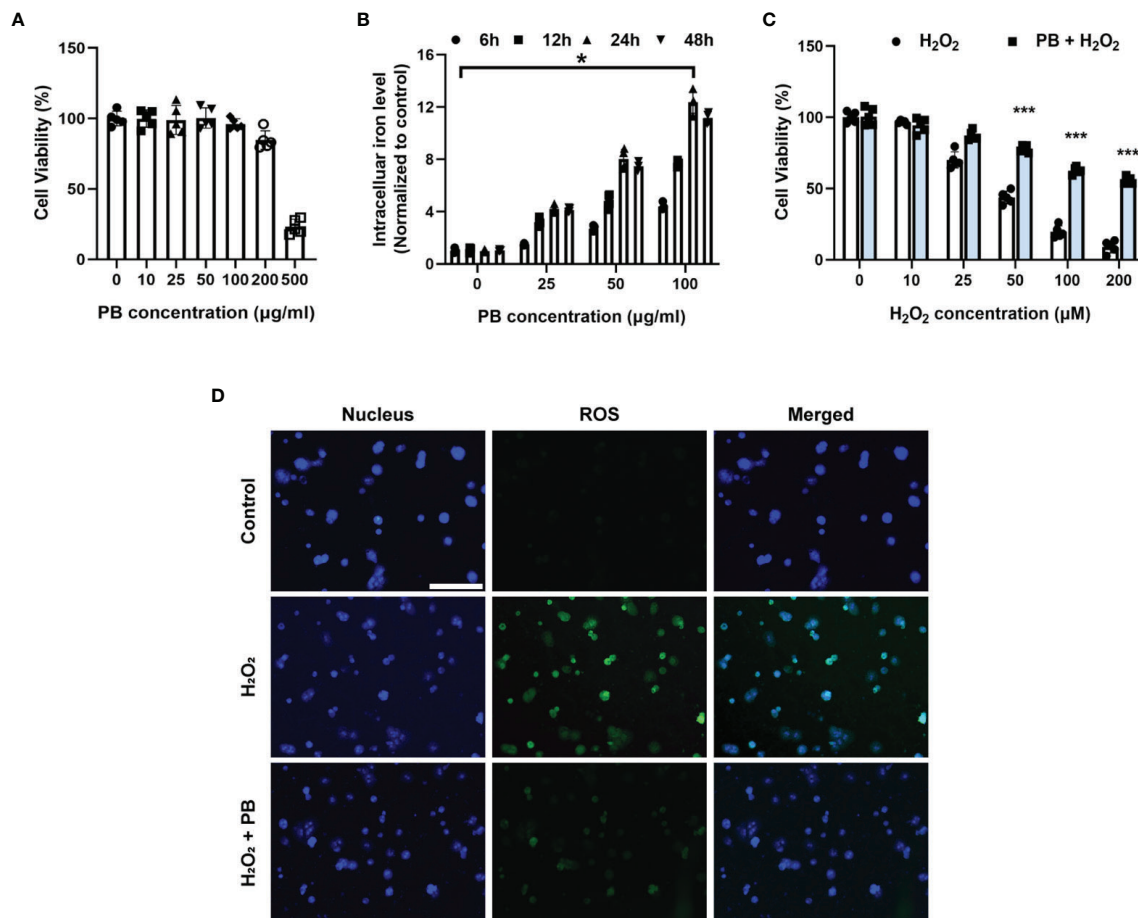 A
Cell Viability (%)
150
100
50
0
0 10 25 50 100 200 500
PB concentration (µg/ml)
B
6h 12h 24h 48h
Intracelluar iron level
(Normalized to control)
16
12
8
4
0
*
0 25 50 100
PB concentration (µg/ml)
C
H₂O₂ PB + H₂O₂
Cell Viability (%)
150
100
50
0
***
***
***
0 10 25 50 100 200
H₂O₂ concentration (µM)
D
Nucleus ROS Merged
Control
H₂O₂
H₂O₂ + PB